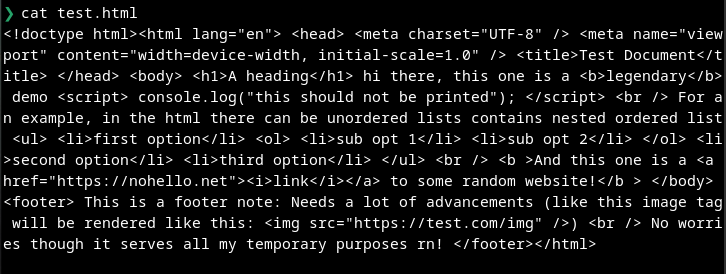 ❯ cat test.html
<!doctype html><html lang="en"> <head> <meta charset="UTF-8" /> <meta name="view
port" content="width=device-width, initial-scale=1.0" /> <title>Test Document</t
itle> </head> <body> <h1>A heading</h1> hi there, this one is a <b>legendary</b>
 demo <script> console.log("this should not be printed"); </script> <br /> For a
n example, in the html there can be unordered lists contains nested ordered list
 <ul> <li>first option</li> <ol> <li>sub opt 1</li> <li>sub opt 2</li> </ol> <li
>second option</li> <li>third option</li> </ul> <br /> <b >And this one is a <a 
href="https://nohello.net"><i>link</i></a> to some random website!</b > </body> 
<footer> This is a footer note: Needs a lot of advancements (like this image tag
 will be rendered like this: <img src="https://test.com/img" />) <br /> No worri
es though it serves all my temporary purposes rn! </footer></html>